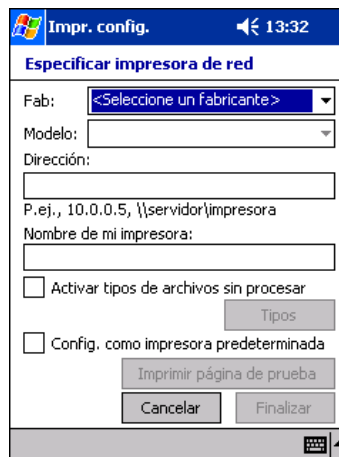 Impr. config. 13:32
Especificar impresora de red
Fab: <Seleccione un fabricante>
Modelo:
Dirección:
P.ej., 10.0.0.5, \\servidor\impresora
Nombre de mi impresora:
Activar tipos de archivos sin procesar
Tipos
Config. como impresora predeterminada
Imprimir página de prueba
Cancelar Finalizar